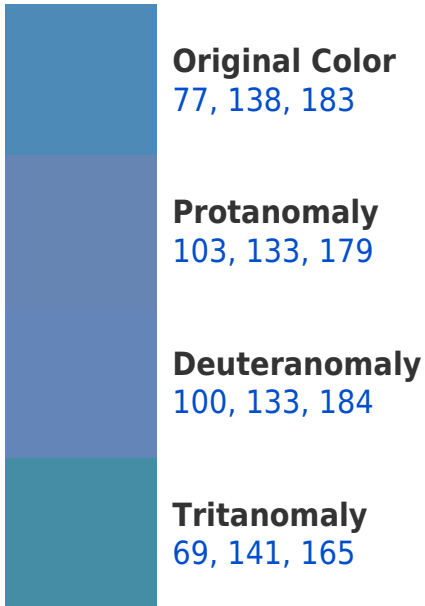 Original Color
77, 138, 183
Protanomaly
103, 133, 179
Deuteranomaly
100, 133, 184
Tritanomaly
69, 141, 165